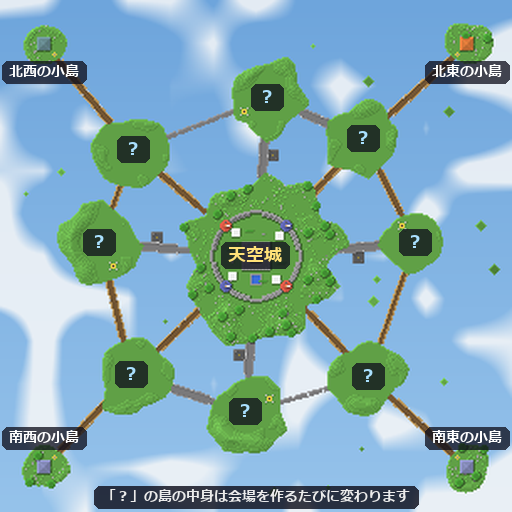 北西の小島
北東の小島
?
?
?
?
天空城
?
?
?
?
南西の小島
南東の小島
「?」の島の中身は会場を作るたびに変わります